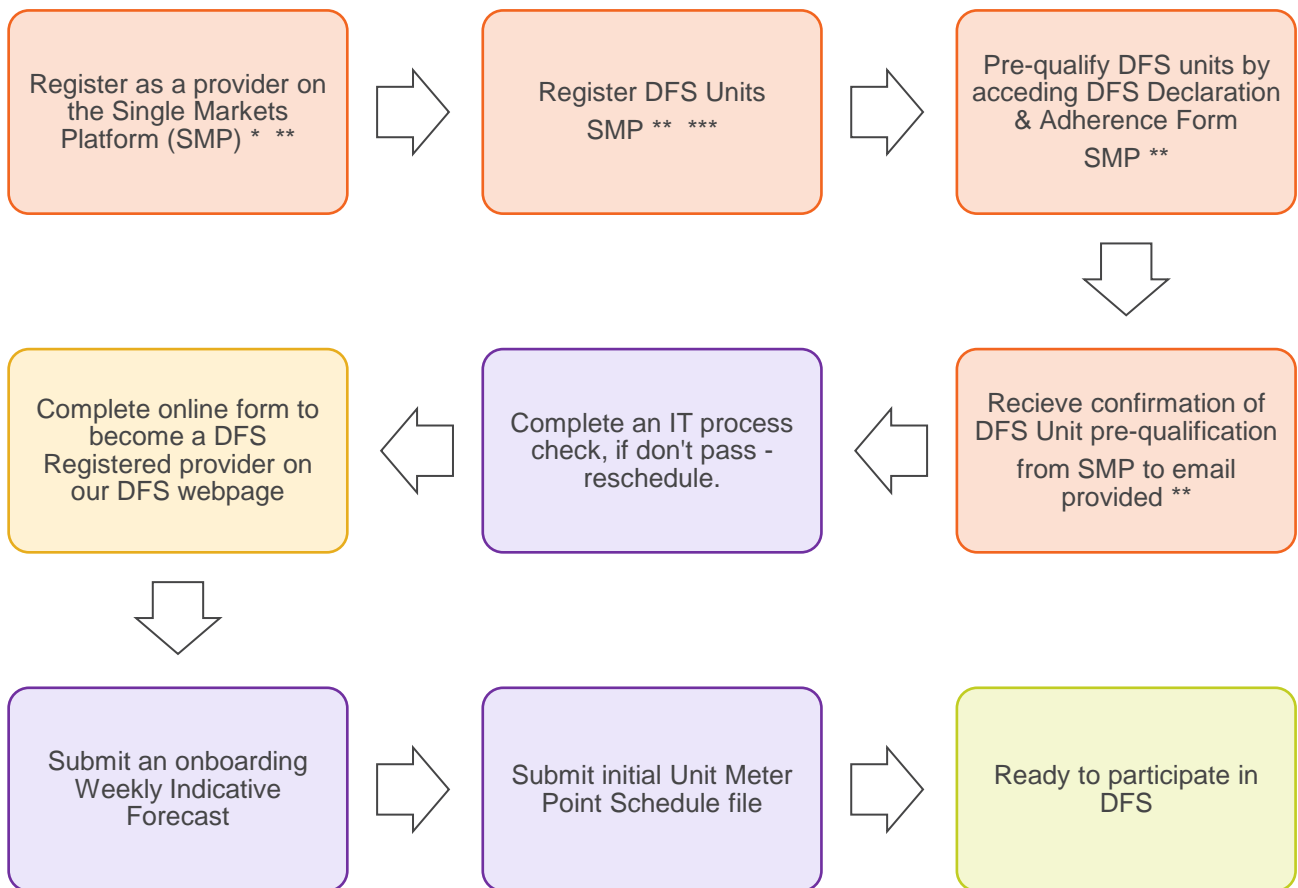 Register as a provider on
the Single Markets
Platform (SMP) * **
Register DFS Units
SMP ** ***
Pre-qualify DFS units by
acceding DFS Declaration
& Adherence Form
SMP **
Recieve confirmation of
DFS Unit pre-qualification
from SMP to email
provided **
Complete an IT process
check, if don't pass -
reschedule.
Complete online form to
become a DFS
Registered provider on
our DFS webpage
Submit an onboarding
Weekly Indicative
Forecast
Submit initial Unit Meter
Point Schedule file
Ready to participate in
DFS